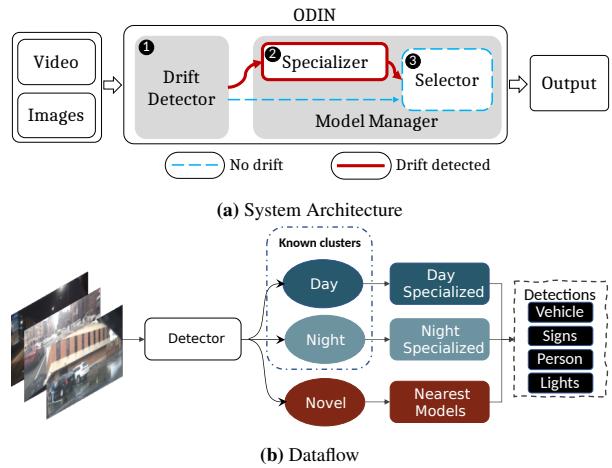 ODIN
Video
Images
1
Drift
Detector
2
Specializer
3
Selector
Model Manager
Output
No drift
Drift detected
(a) System Architecture
Known clusters
Detector
Day
Night
Novel
Day
Specialized
Night
Specialized
Nearest
Models
Detections
Vehicle
Signs
Person
Lights
(b) Dataflow